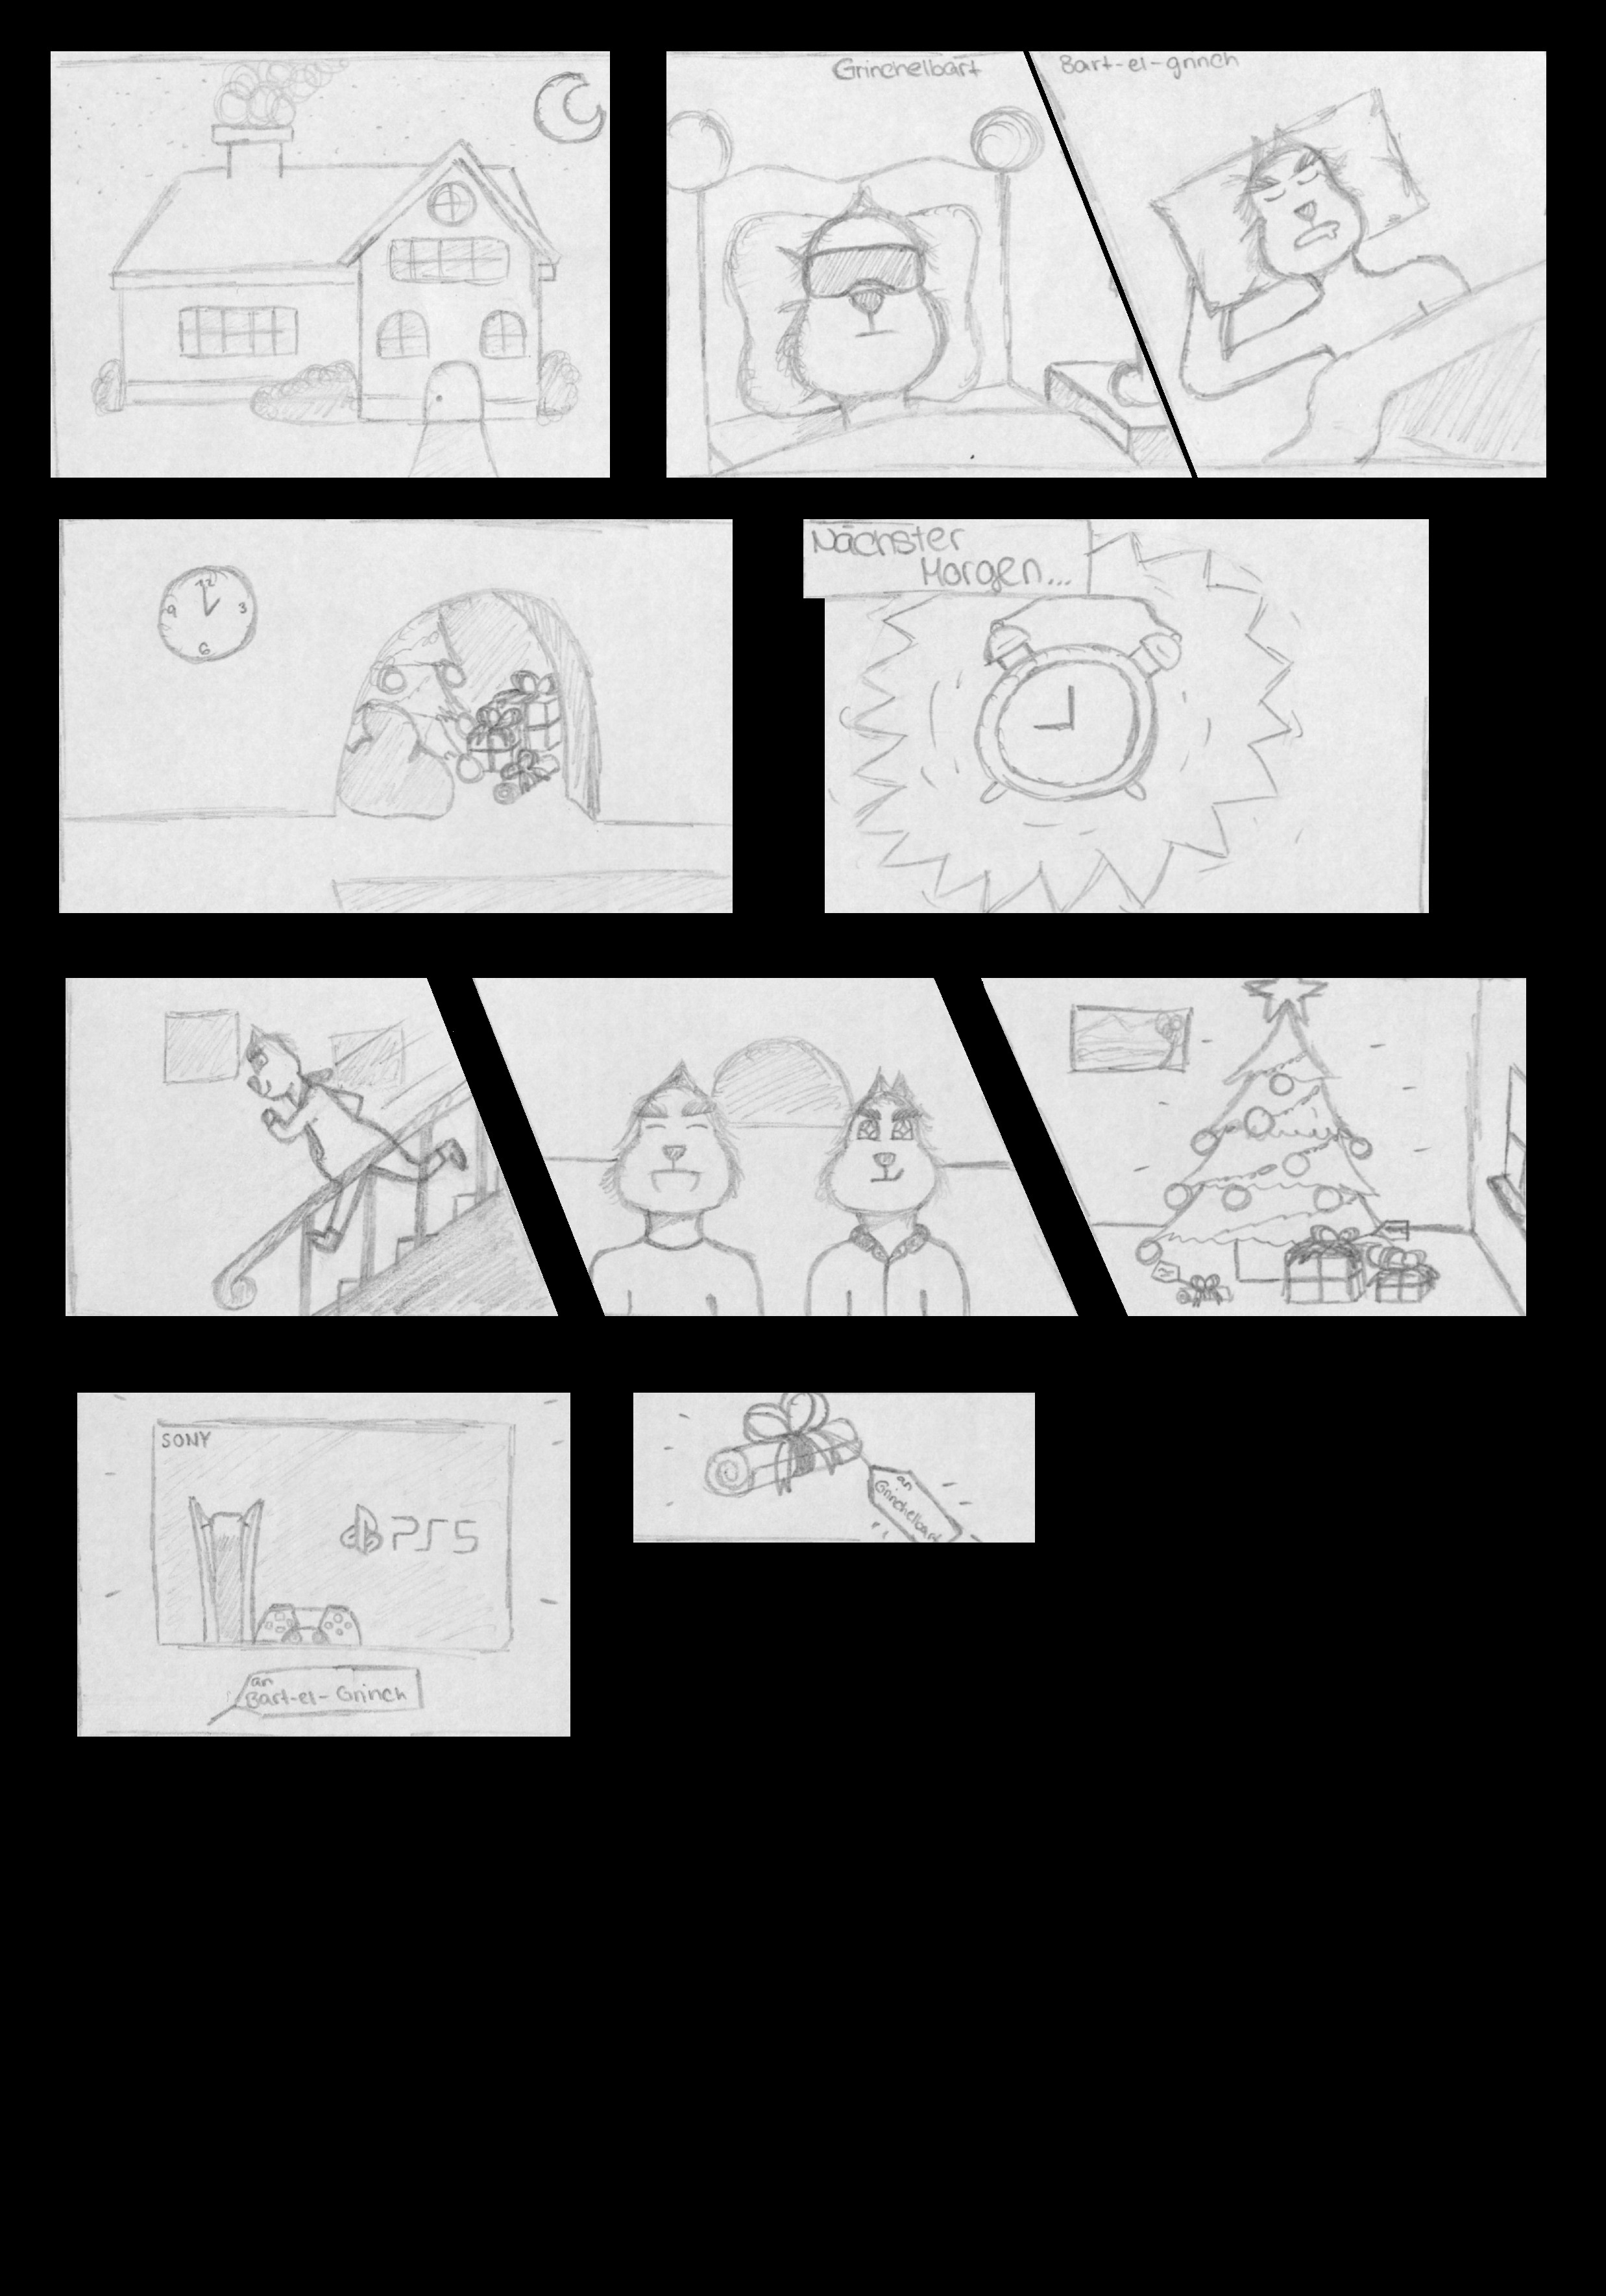 Grinchelbart
Bart-el-grinch
12
9 3
6
Nächster
Morgen...
SONY
PS5
an
Bart-el-Grinch
an
Grinchelbart